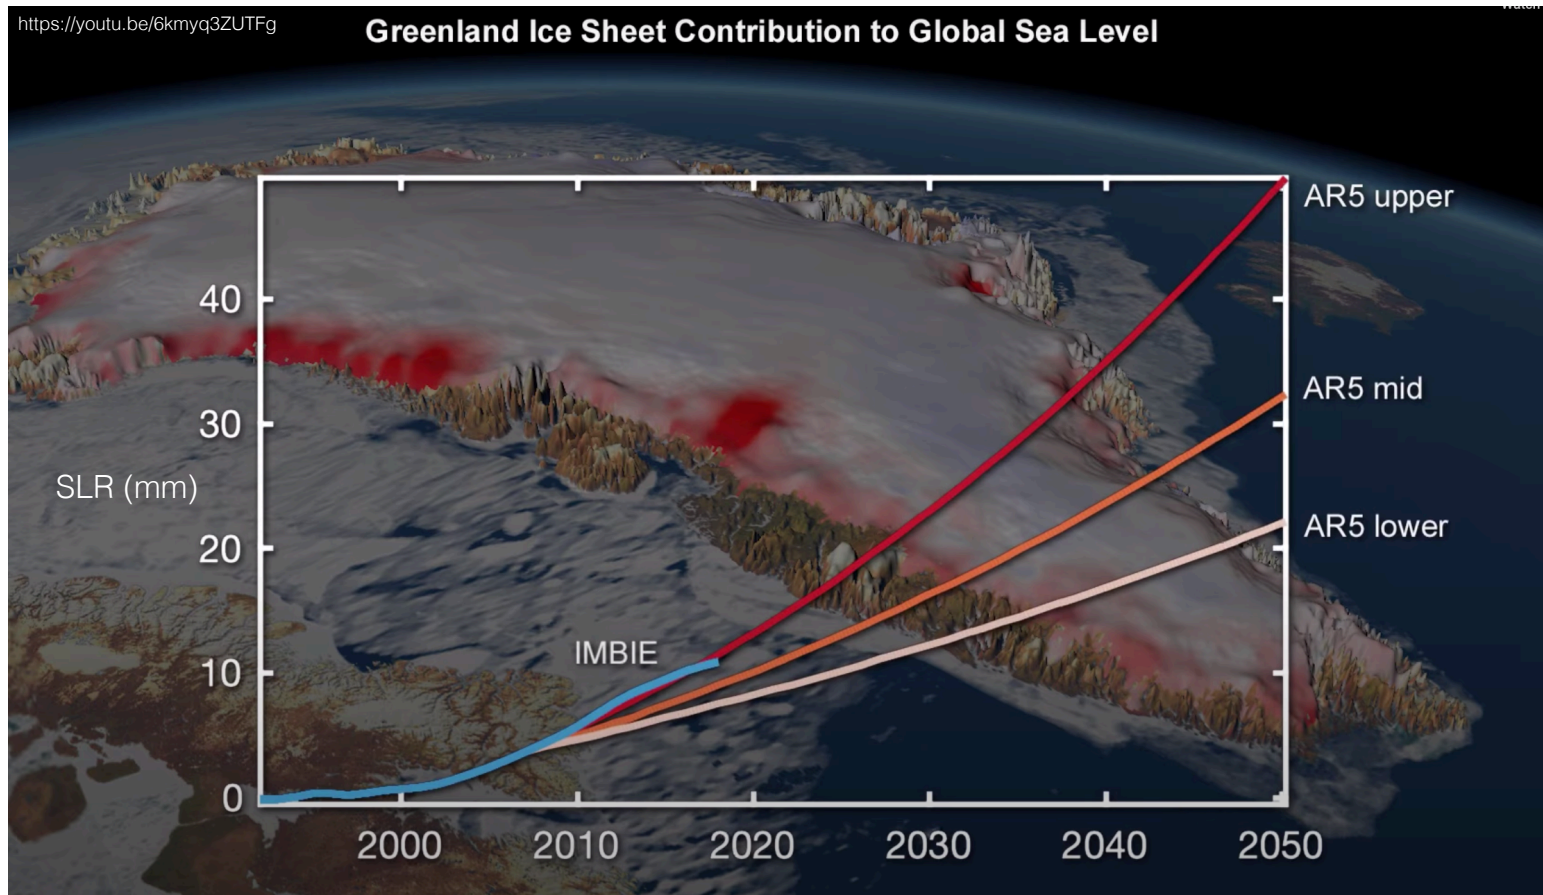 https://youtu.be/6kmyq3ZUTFg
Greenland Ice Sheet Contribution to Global Sea Level
AR5 upper
40
AR5 mid
30
SLR (mm)
AR5 lower
20
IMBIE
10
0
2000 2010 2020 2030 2040 2050